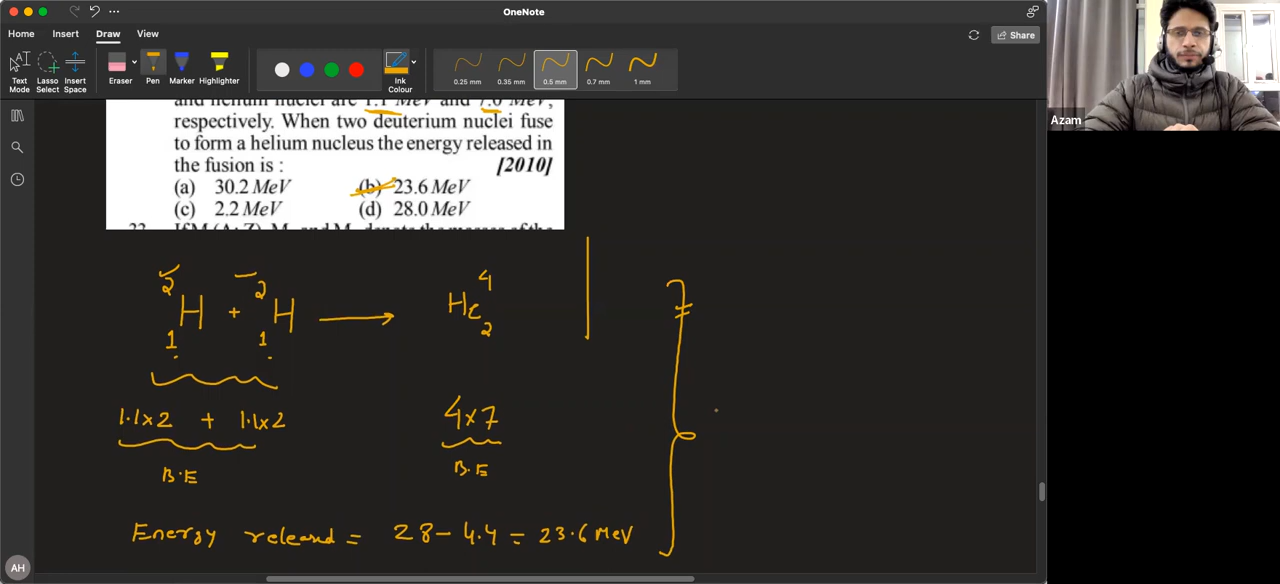 OneNote
Home Insert Draw View
Share
Text Mode
Lasso Select
Insert Space
Eraser
Pen
Marker
Highlighter
Ink Colour
0.25 mm
0.35 mm
0.5 mm
0.7 mm
1 mm
Azam
and helium nuclei are 1.1 MeV and 7.0 MeV,
respectively. When two deuterium nuclei fuse
to form a helium nucleus the energy released in
the fusion is : [2010]
(a) 30.2 MeV (b) 23.6 MeV
(c) 2.2 MeV (d) 28.0 MeV
denote the masses of the
2 1 H + 2 1 H → He 4 2
1.1x2 + 1.1x2 4x7
B.E B.E
Energy released = 28 - 4.4 = 23.6 MeV
AH